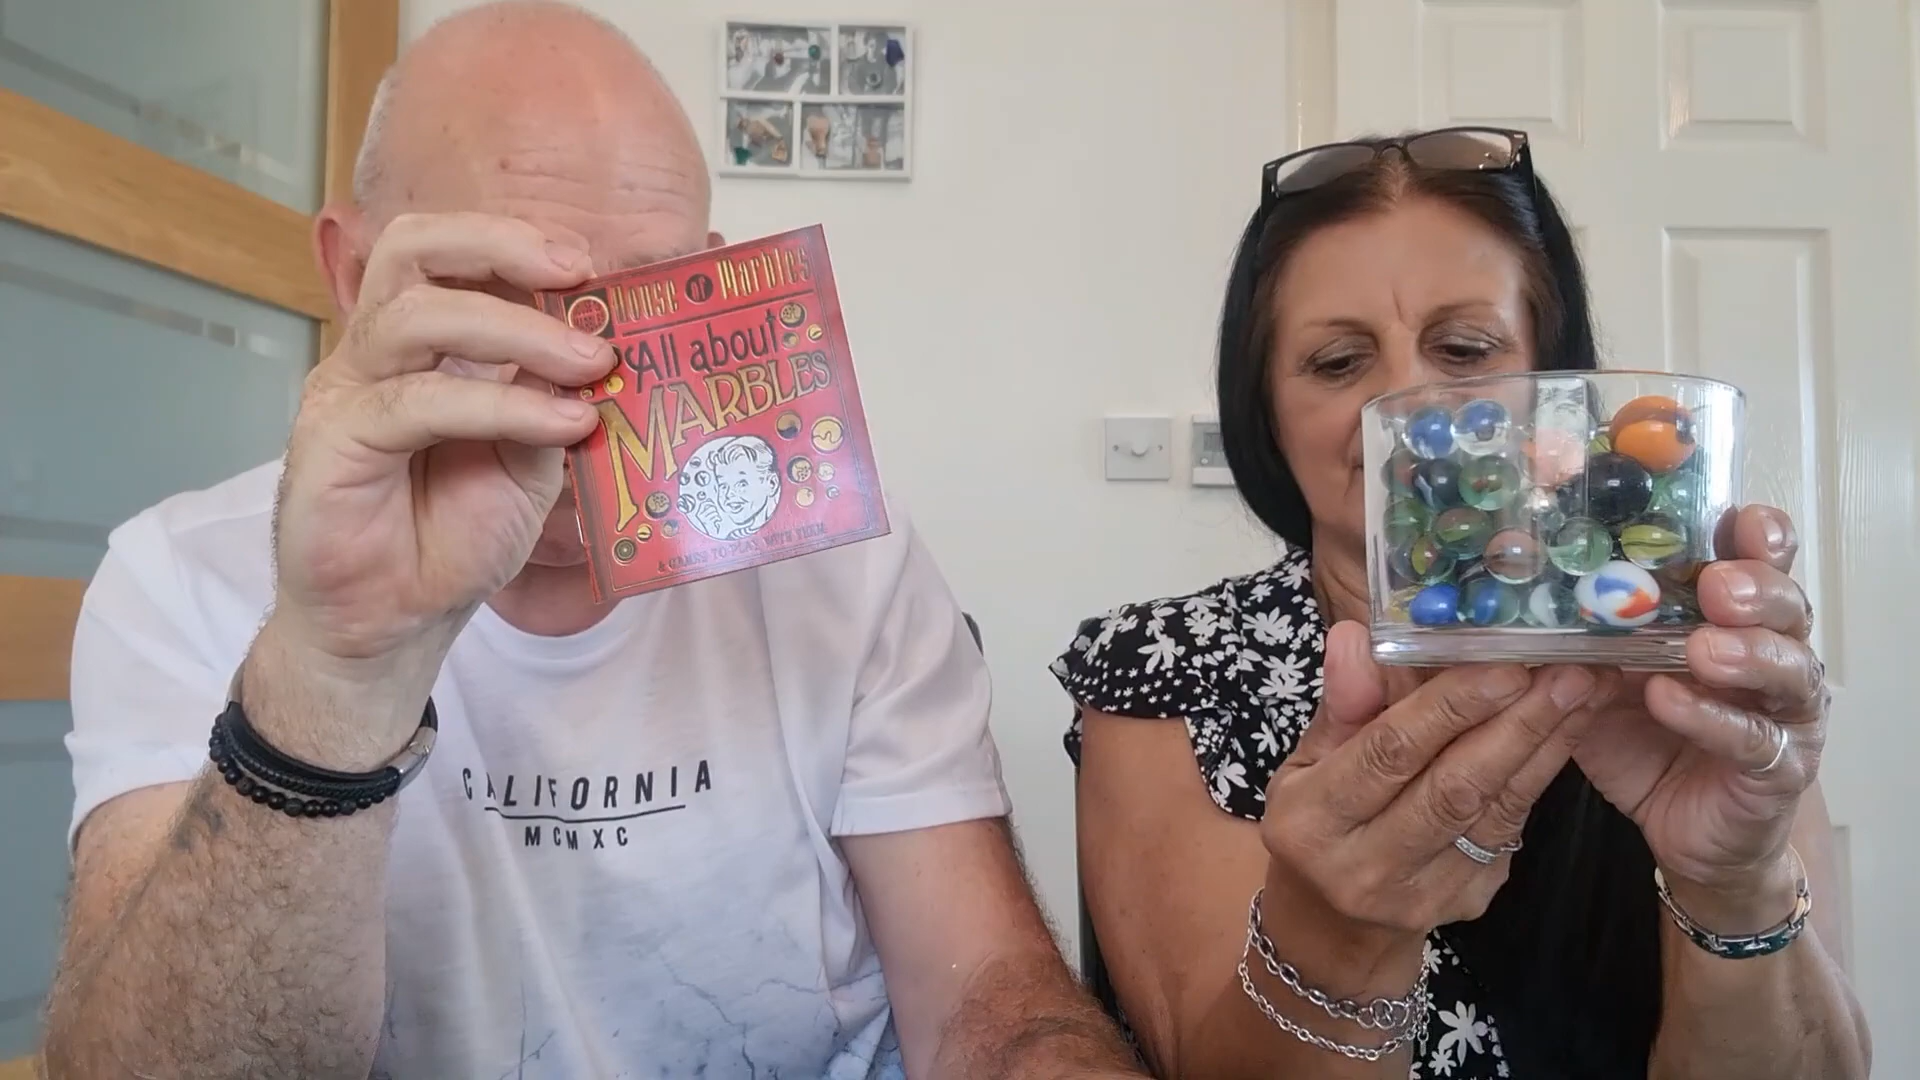 House of Marbles
All about
MARBLES
& GAMES TO PLAY WITH THEM
CALIFORNIA
MCMXC